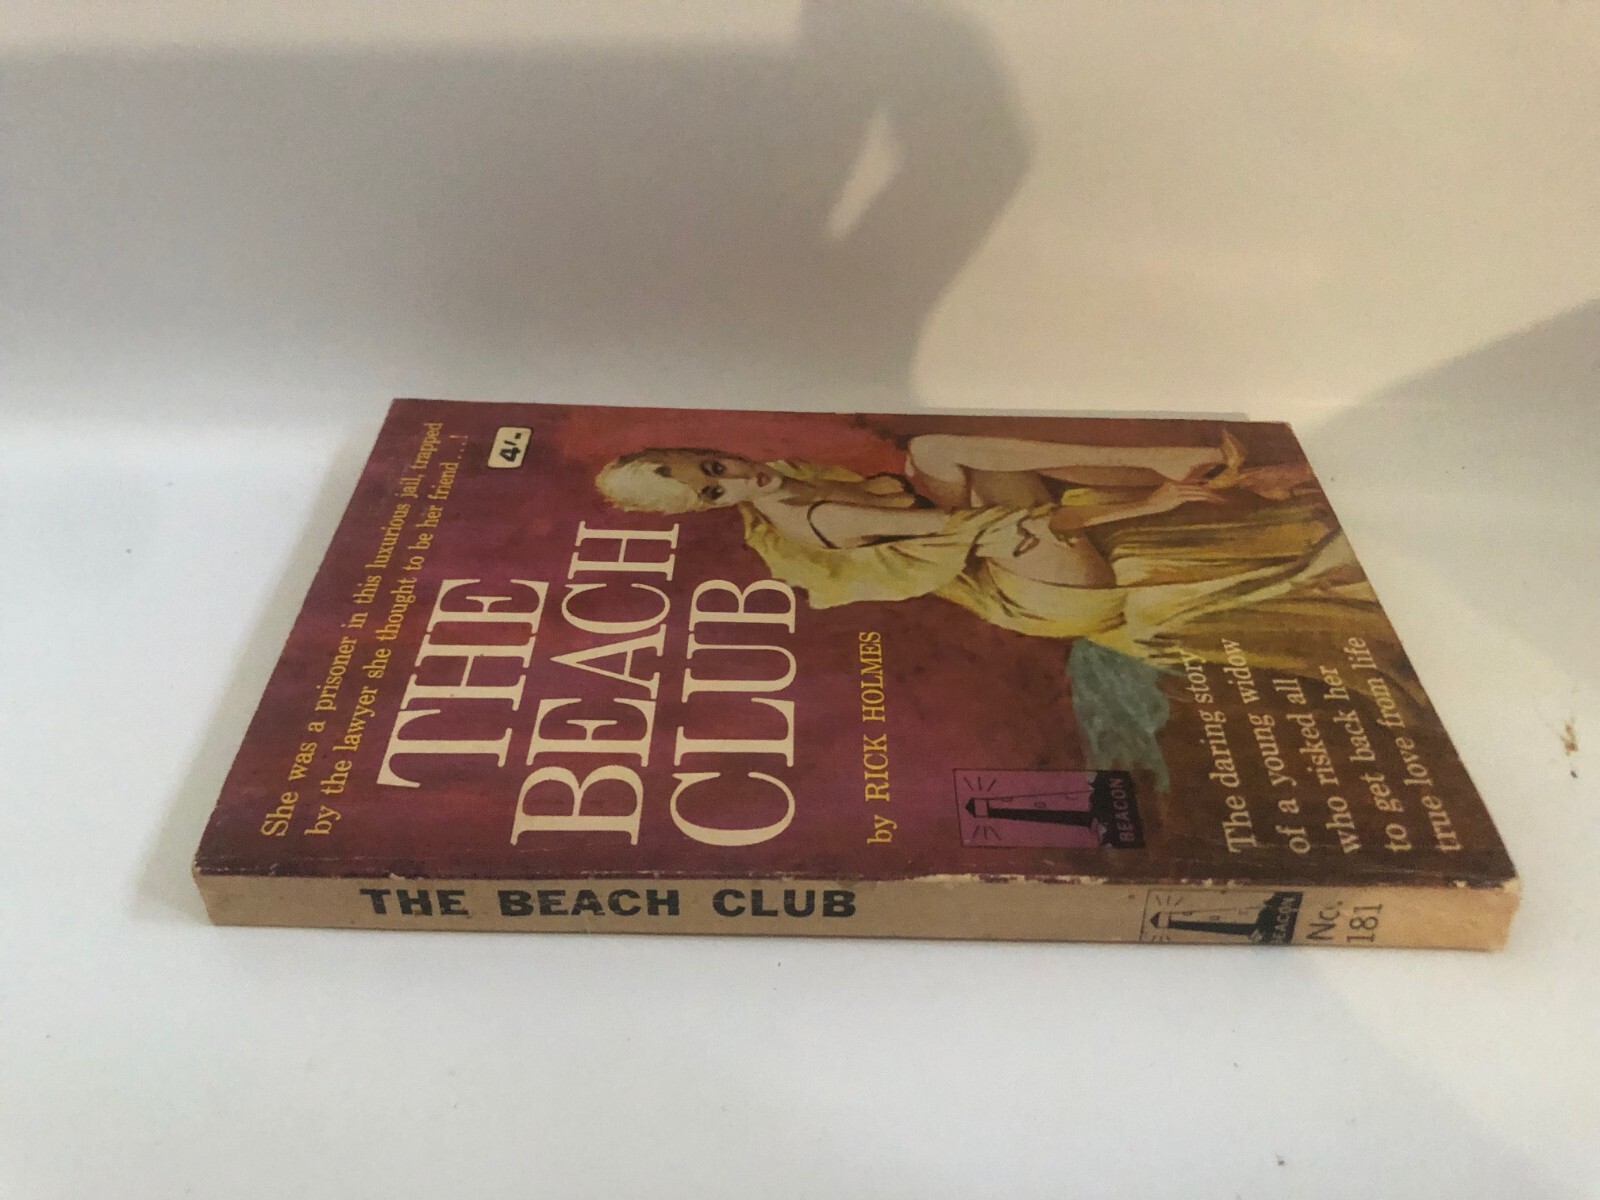 She was a prisoner in this luxurious jail, trapped
by the lawyer she thought to be her friend....!
4/-
THE
BEACH
CLUB
by RICK HOLMES
BEACON
The daring story
of a young widow
who risked all
to get back her
true love from life
THE BEACH CLUB
BEACON
No.
181